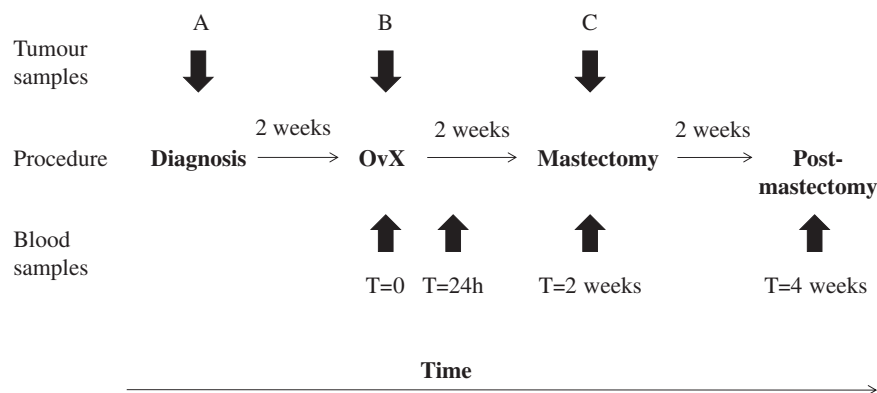 A B C
Tumour
samples
2 weeks 2 weeks 2 weeks
Procedure Diagnosis OvX Mastectomy Post-
mastectomy
Blood
samples
T=0 T=24h T=2 weeks T=4 weeks
Time